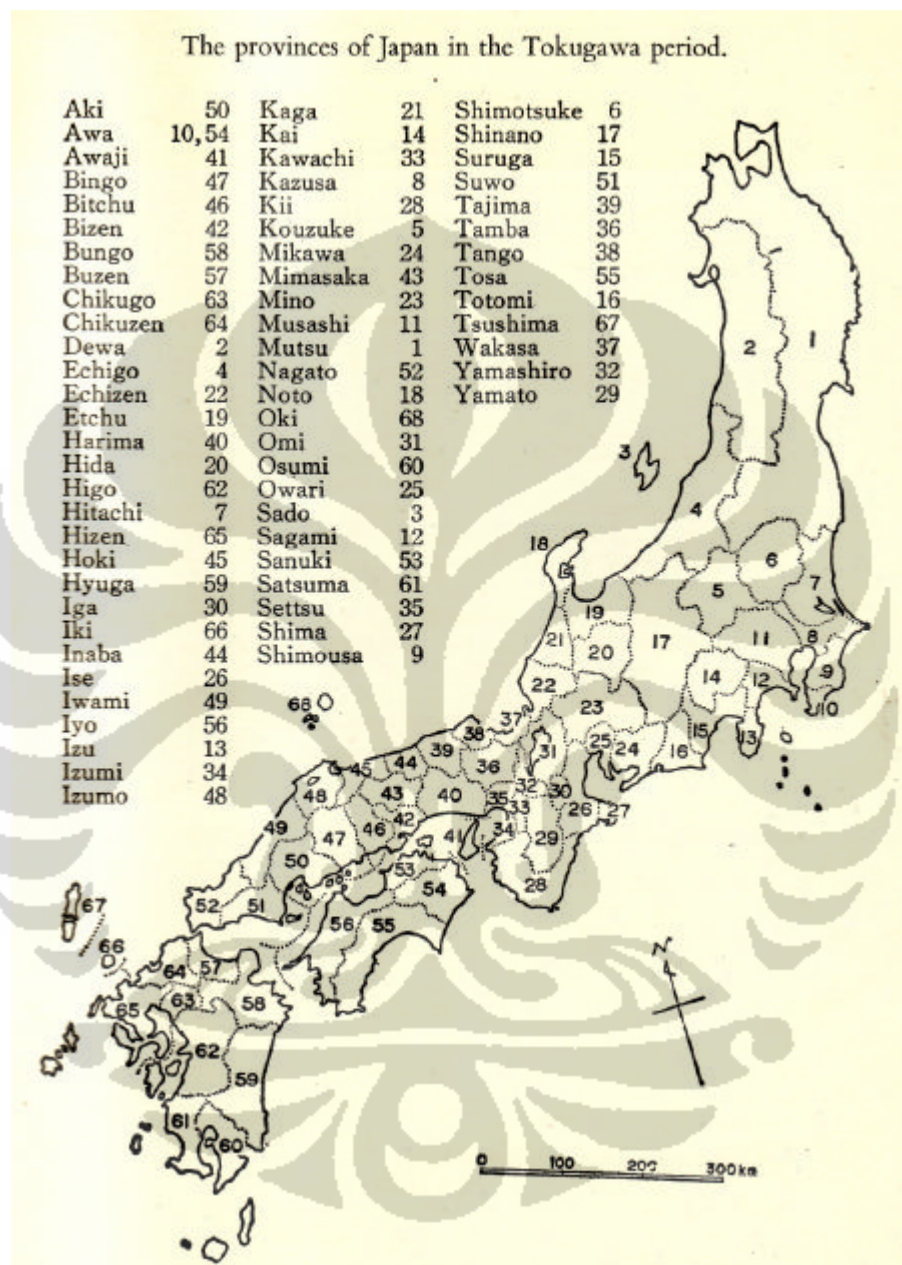 The provinces of Japan in the Tokugawa period.
Aki 50
Awa 10,54
Awaji 41
Bingo 47
Bitchu 46
Bizen 42
Bungo 58
Buzen 57
Chikugo 63
Chikuzen 64
Dewa 2
Echigo 4
Echizen 22
Etchu 19
Harima 40
Hida 20
Higo 62
Hitachi 7
Hizen 65
Hoki 45
Hyuga 59
Iga 30
Iki 66
Inaba 44
Ise 26
Iwami 49
Iyo 56
Izu 13
Izumi 34
Izumo 48
Kaga 21
Kai 14
Kawachi 33
Kazusa 8
Kii 28
Kouzuke 5
Mikawa 24
Mimasaka 43
Mino 23
Musashi 11
Mutsu 1
Nagato 52
Noto 18
Oki 68
Omi 31
Osumi 60
Owari 25
Sado 3
Sagami 12
Sanuki 53
Satsuma 61
Settsu 35
Shima 27
Shimousa 9
Shimotsuke 6
Shinano 17
Suruga 15
Suwo 51
Tajima 39
Tamba 36
Tango 38
Tosa 55
Totomi 16
Tsushima 67
Wakasa 37
Yamashiro 32
Yamato 29
1
2
3
4
18
6
7
5
19
11
8
21
17
20
9
14
12
22
10
23
68
37
15
13
38
31
25
24
16
39
44
45
36
32
30
48
43
40
35
26
27
33
42
49
47
46
41
34
29
50
53
28
54
52
51
56
55
67
66
64
57
63
58
65
62
59
61
60
N
0 100 200 300km